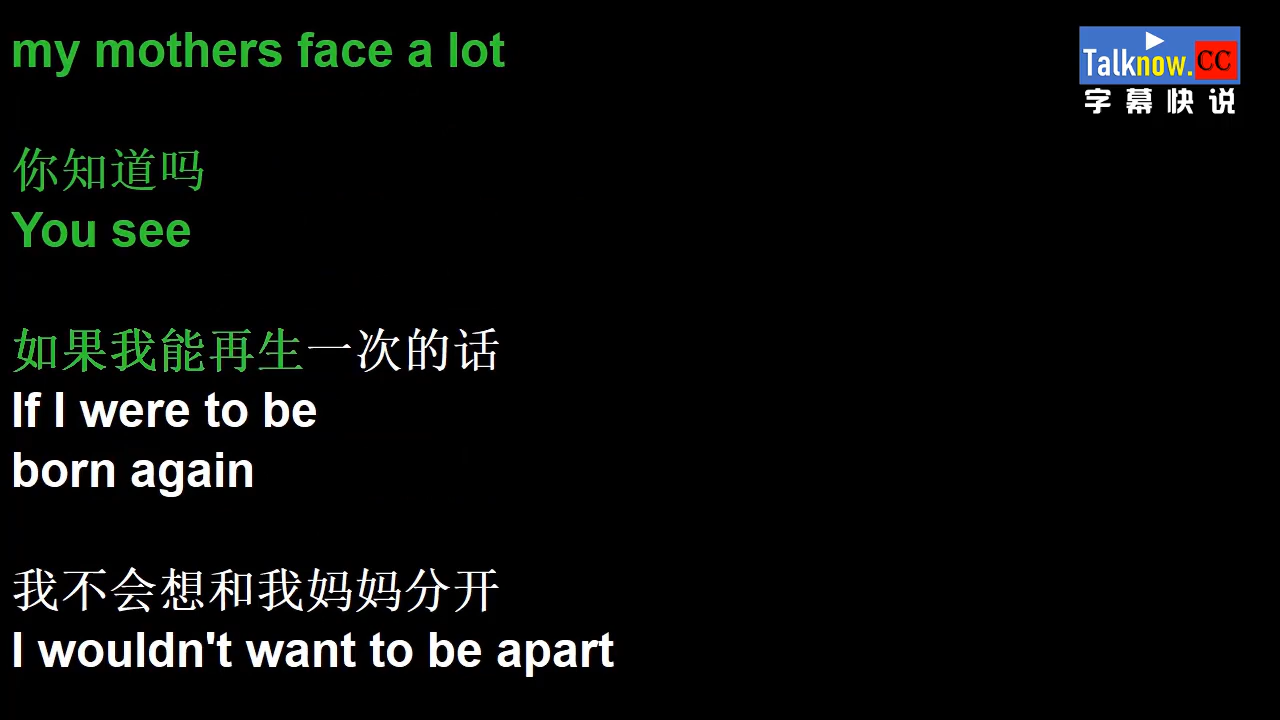 my mothers face a lot
Talknow.CC
字幕快说
你知道吗
You see
如果我能再生一次的话
If I were to be
born again
我不会想和我妈妈分开
I wouldn't want to be apart